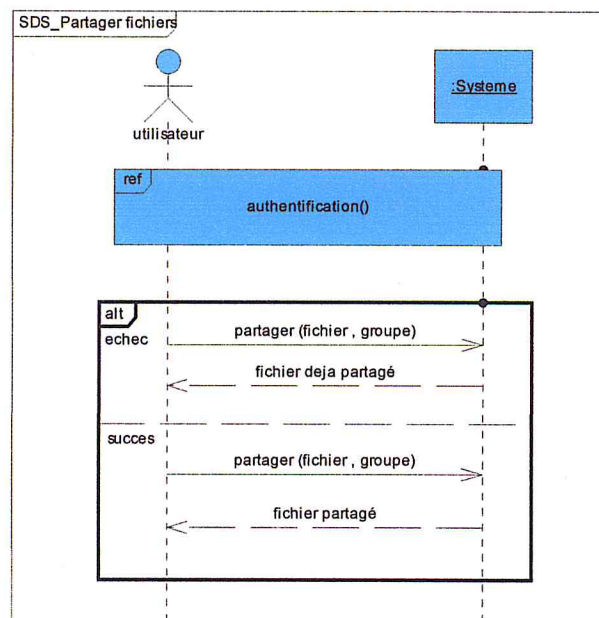 SDS_Partager fichiers
:Systeme
utilisateur
ref
authentification()
alt
echec
partager (fichier , groupe)
fichier deja partagé
succes
partager (fichier , groupe)
fichier partagé